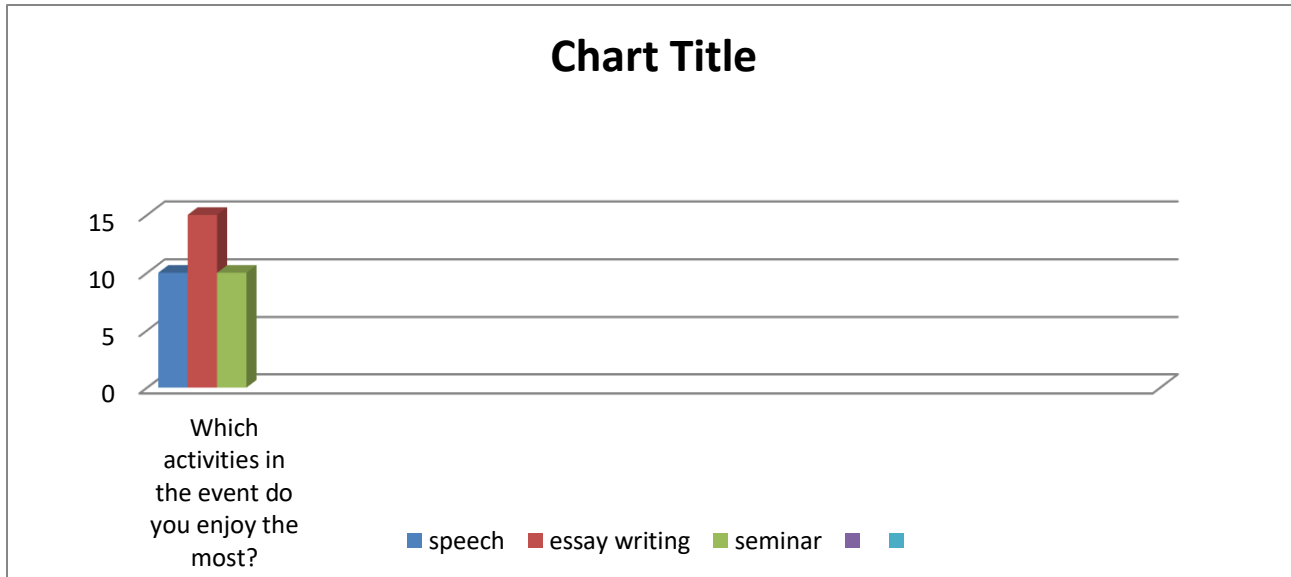 Chart Title
15
10
5
0
Which
activities in
the event do
you enjoy the
most?
speech essay writing seminar